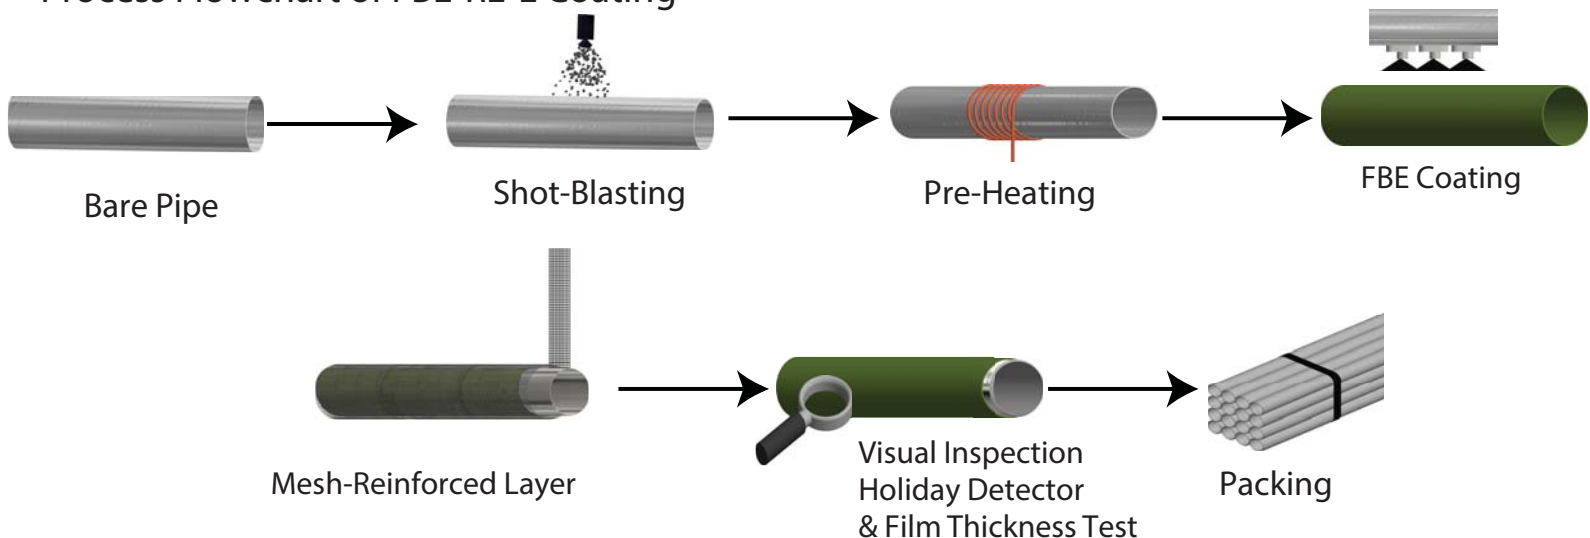 Process Flowchart of
Coating
Bare Pipe
Shot-Blasting
Pre-Heating
FBE Coating
Mesh-Reinforced Layer
Visual Inspection
Holiday Detector
& Film Thickness Test
Packing